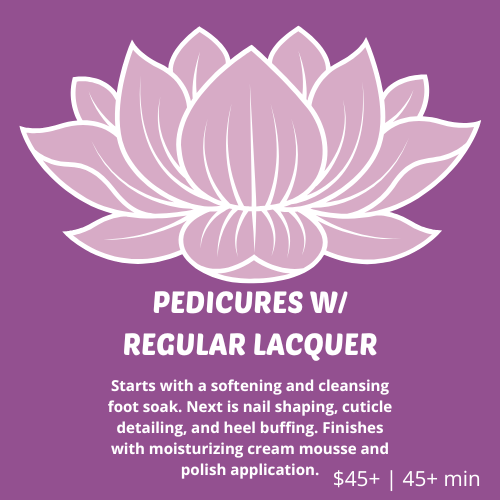 PEDICURES W/
REGULAR LACQUER
Starts with a softening and cleansing
foot soak. Next is nail shaping, cuticle
detailing, and heel buffing. Finishes
with moisturizing cream mousse and
polish application.
$45+ | 45+ min